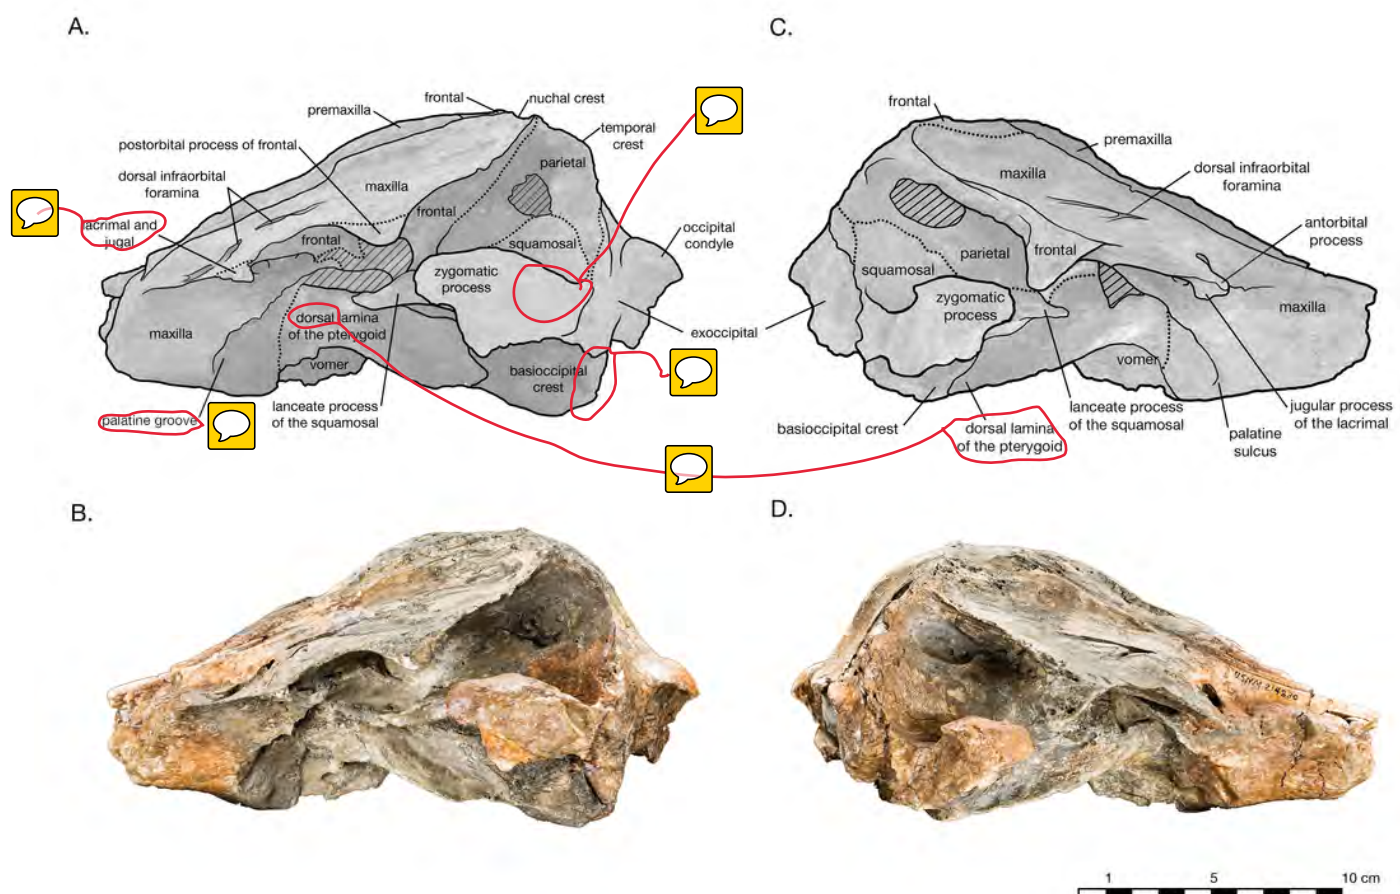 A.
C.
frontal
nuchal crest
premaxilla
temporal
crest
postorbital process of frontal
parietal
dorsal infraorbital
foramina
maxilla
lacrimal and
jugal
frontal
frontal
squamosal
occipital
condyle
zygomatic
process
maxilla
dorsal lamina
of the pterygoid
exoccipital
vomer
basioccipital
crest
palatine groove
lanceate process
of the squamosal
frontal
premaxilla
maxilla
dorsal infraorbital
foramina
antorbital
process
parietal
frontal
squamosal
zygomatic
process
maxilla
vomer
basioccipital crest
dorsal lamina
of the pterygoid
lanceate process
of the squamosal
palatine
sulcus
jugular process
of the lacrimal
B.
D.
USNM 214830
1 5 10 cm